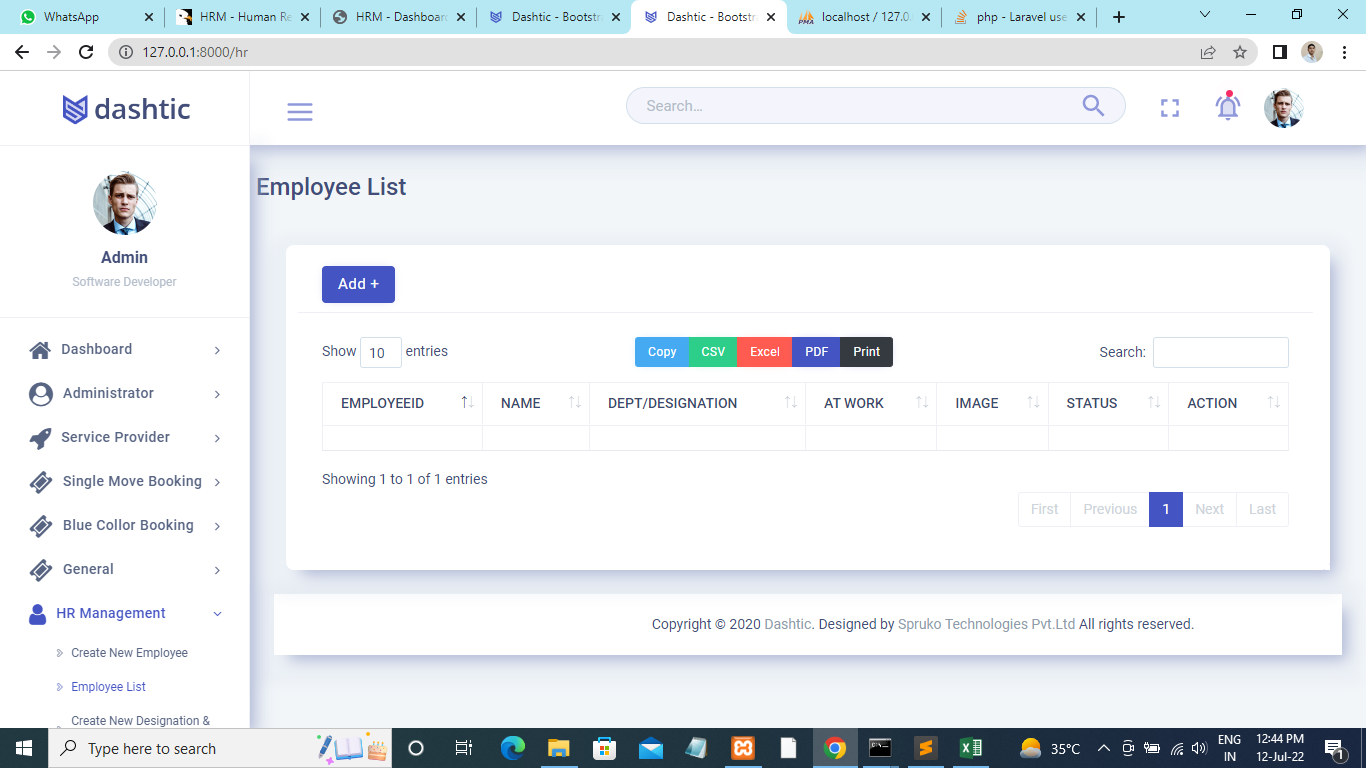 WhatsApp
HRM - Human Re
HRM - Dashboar
Dashtic - Bootstr
Dashtic - Bootstr
localhost / 127.0.
php - Laravel use
127.0.0.1:8000/hr
dashtic
Search...
Admin
Software Developer
Dashboard
Administrator
Service Provider
Single Move Booking
Blue Collor Booking
General
HR Management
Create New Employee
Employee List
Create New Designation &
Employee List
Add +
Show 10 entries
Copy CSV Excel PDF Print
Search:
EMPLOYEEID NAME DEPT/DESIGNATION AT WORK IMAGE STATUS ACTION
Showing 1 to 1 of 1 entries
First Previous 1 Next Last
Copyright © 2020 Dashtic. Designed by Spruko Technologies Pvt.Ltd All rights reserved.
Type here to search
35°C
ENG
IN
12:44 PM
12-Jul-22
1